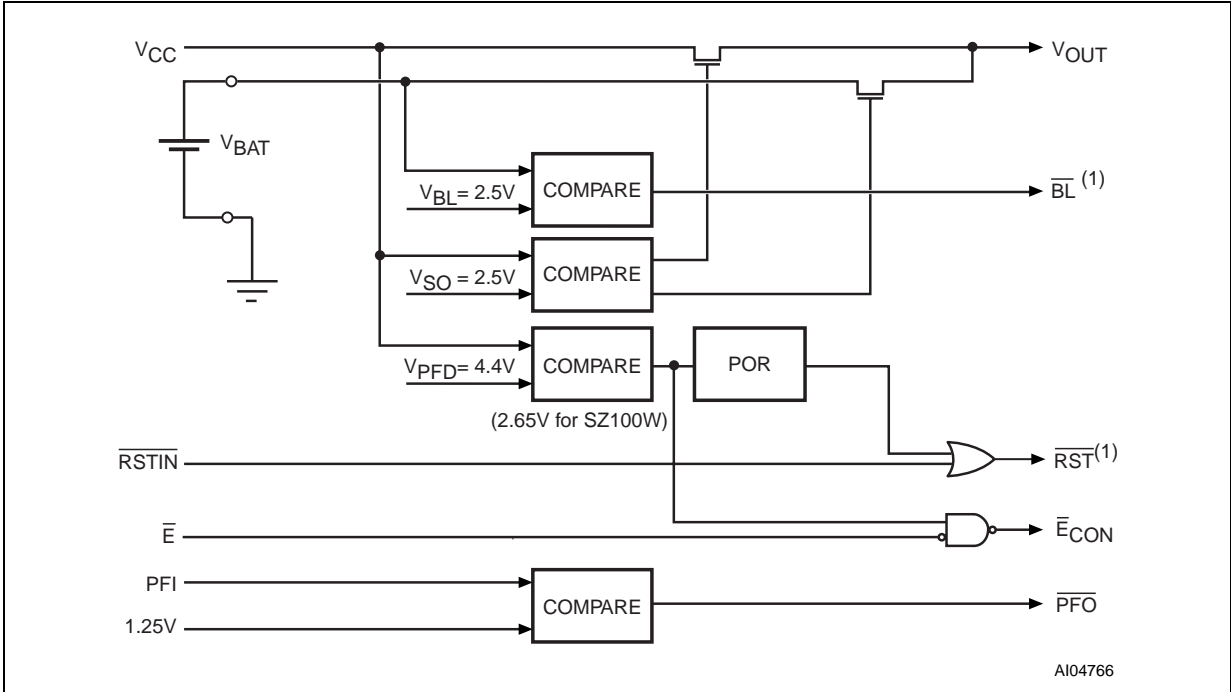 VCC
VOUT
VBAT
COMPARE
VBL= 2.5V
BL (1)
COMPARE
VSO = 2.5V
COMPARE
POR
VPFD= 4.4V
(2.65V for SZ100W)
RSTIN
RST(1)
E
ECON
PFI
COMPARE
PFO
1.25V
AI04766